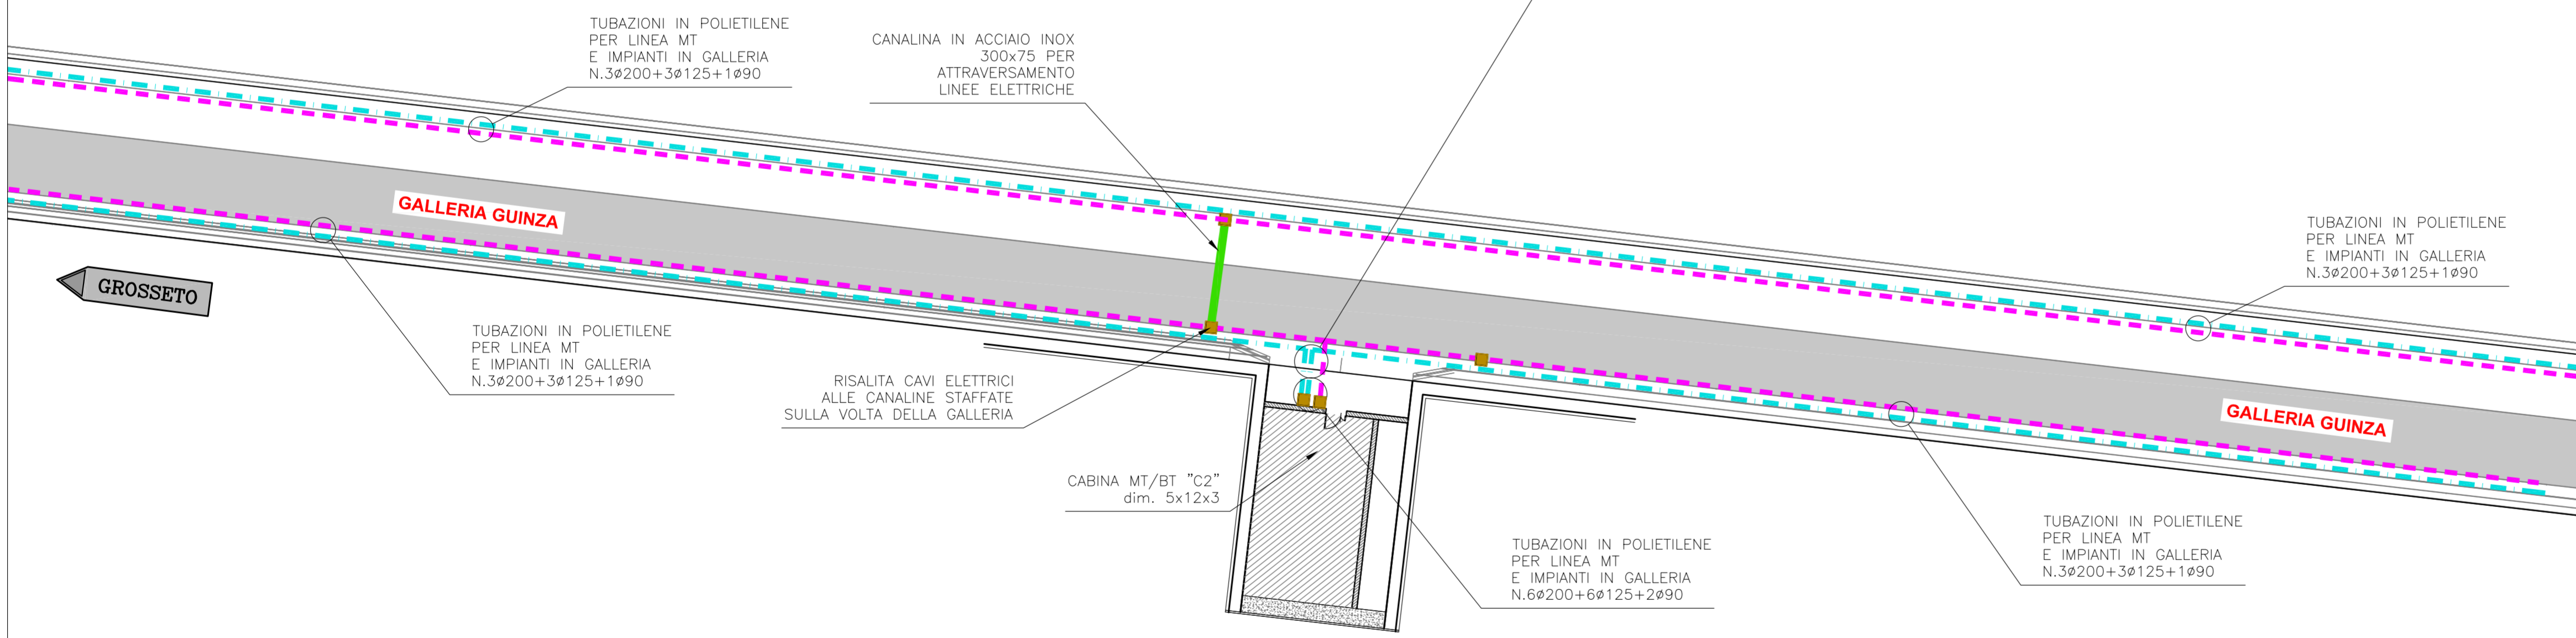 TUBAZIONI IN POLIETILENE
PER LINEA MT
E IMPIANTI IN GALLERIA
N.3ø200+3ø125+1ø90
CANALINA IN ACCIAIO INOX
300x75 PER
ATTRAVERSAMENTO
LINEE ELETTRICHE
GALLERIA GUINZA
TUBAZIONI IN POLIETILENE
PER LINEA MT
E IMPIANTI IN GALLERIA
N.3ø200+3ø125+1ø90
GROSSETO
TUBAZIONI IN POLIETILENE
PER LINEA MT
E IMPIANTI IN GALLERIA
N.3ø200+3ø125+1ø90
RISALITA CAVI ELETTRICI
ALLE CANALINE STAFFATE
SULLA VOLTA DELLA GALLERIA
GALLERIA GUINZA
CABINA MT/BT "C2"
dim. 5x12x3
TUBAZIONI IN POLIETILENE
PER LINEA MT
E IMPIANTI IN GALLERIA
N.6ø200+6ø125+2ø90
TUBAZIONI IN POLIETILENE
PER LINEA MT
E IMPIANTI IN GALLERIA
N.3ø200+3ø125+1ø90